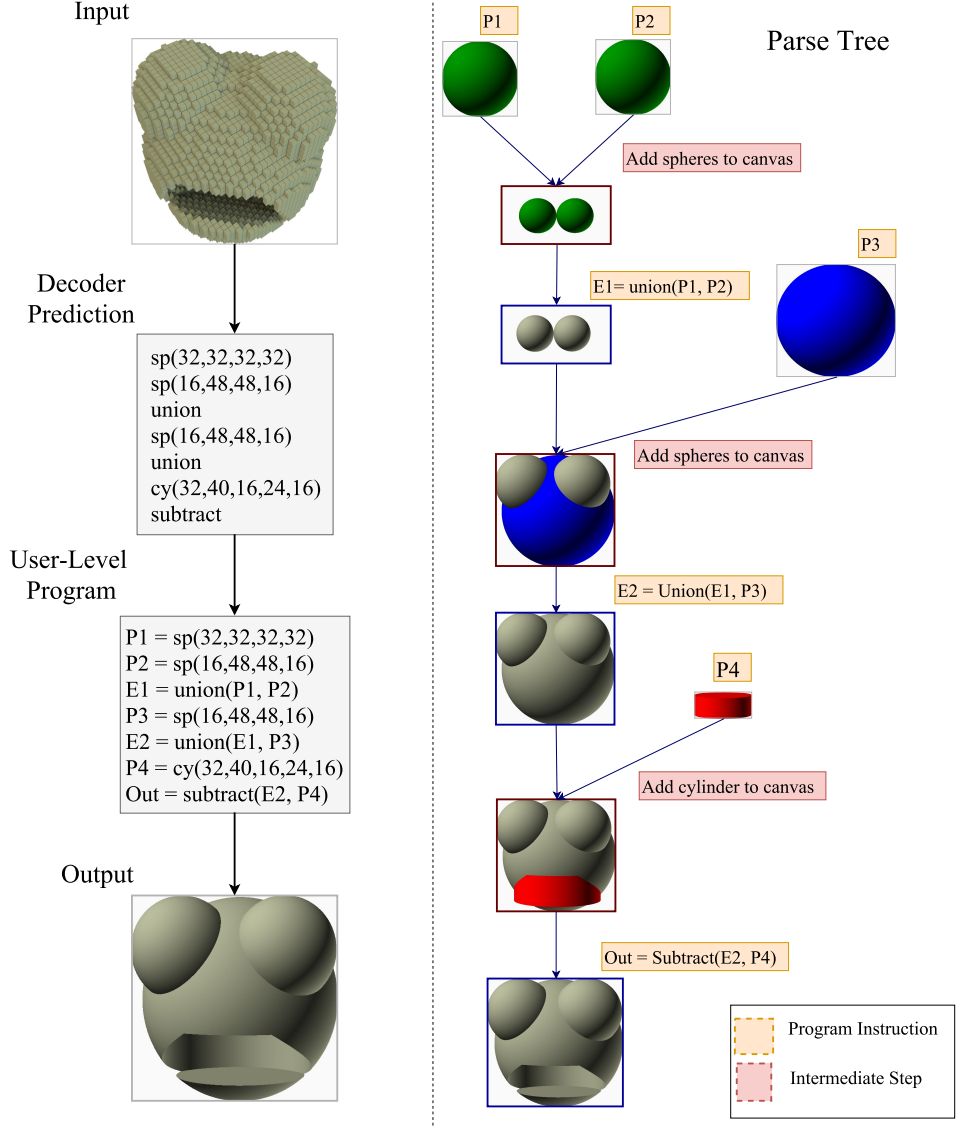 Input
Decoder
Prediction
sp(32,32,32,32)
sp(16,48,48,16)
union
sp(16,48,48,16)
union
cy(32,40,16,24,16)
subtract
User-Level
Program
P1 = sp(32,32,32,32)
P2 = sp(16,48,48,16)
E1 = union(P1, P2)
P3 = sp(16,48,48,16)
E2 = union(E1, P3)
P4 = cy(32,40,16,24,16)
Out = subtract(E2, P4)
Output
Parse Tree
P1
P2
Add spheres to canvas
P3
E1= union(P1, P2)
Add spheres to canvas
E2 = Union(E1, P3)
P4
Add cylinder to canvas
Out = Subtract(E2, P4)
Program Instruction
Intermediate Step